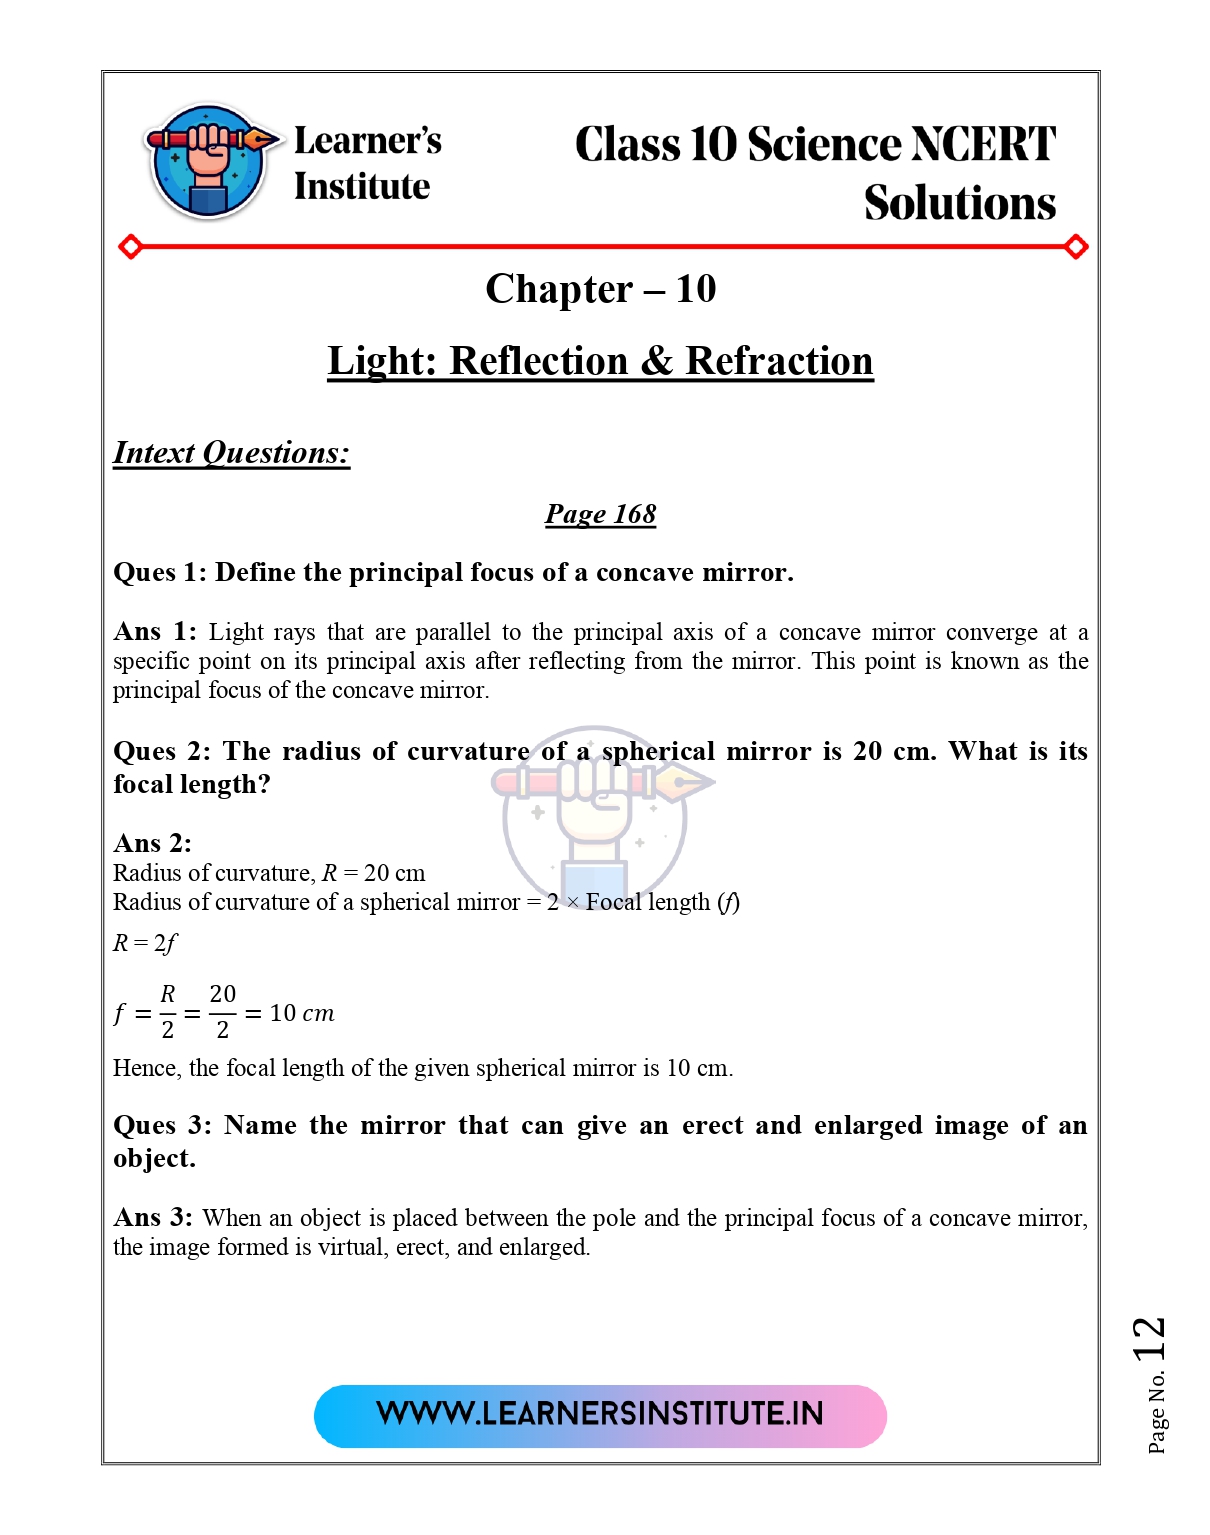 Learner's
Institute
Class 10 Science NCERT
Solutions
Chapter – 10
Light: Reflection & Refraction
Intext Questions:
Page 168
Ques 1: Define the principal focus of a concave mirror.
Ans 1: Light rays that are parallel to the principal axis of a concave mirror converge at a
specific point on its principal axis after reflecting from the mirror. This point is known as the
principal focus of the concave mirror.
Ques 2: The radius of curvature of a spherical mirror is 20 cm. What is its
focal length?
Ans 2:
Radius of curvature, R = 20 cm
Radius of curvature of a spherical mirror = 2 × Focal length (f)
R = 2f
f = R/2 = 20/2 = 10 cm
Hence, the focal length of the given spherical mirror is 10 cm.
Ques 3: Name the mirror that can give an erect and enlarged image of an
object.
Ans 3: When an object is placed between the pole and the principal focus of a concave mirror,
the image formed is virtual, erect, and enlarged.
WWW.LEARNERSINSTITUTE.IN
Page No. 12